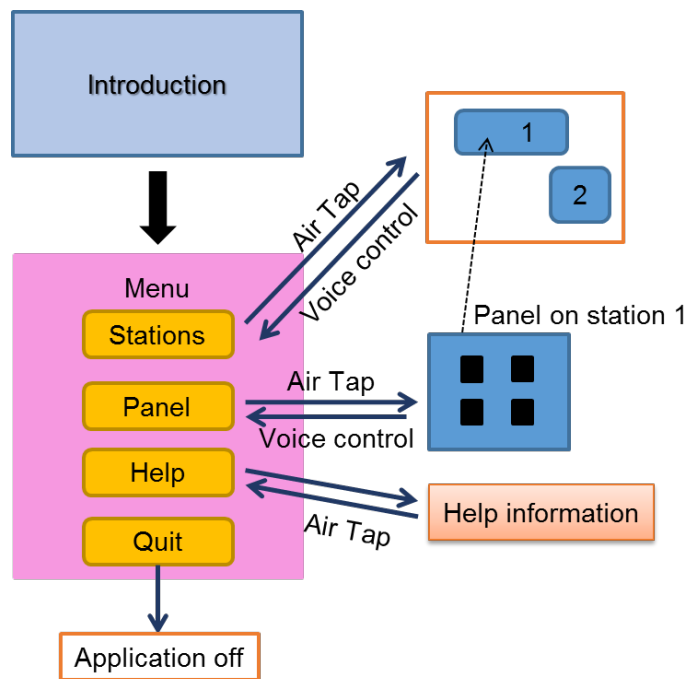 Introduction
1
2
Air Tap
Voice control
Menu
Stations
Panel on station 1
Panel
Air Tap
Voice control
Help
Help information
Air Tap
Quit
Application off